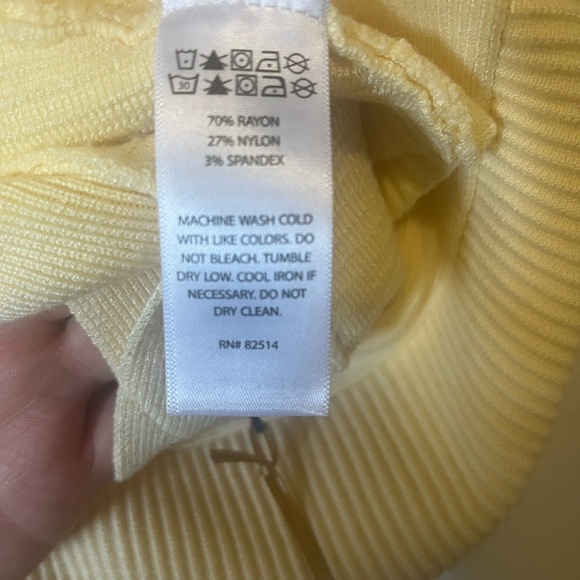 30
70% RAYON
27% NYLON
3% SPANDEX
MACHINE WASH COLD
WITH LIKE COLORS. DO
NOT BLEACH. TUMBLE
DRY LOW. COOL IRON IF
NECESSARY. DO NOT
DRY CLEAN.
RN# 82514